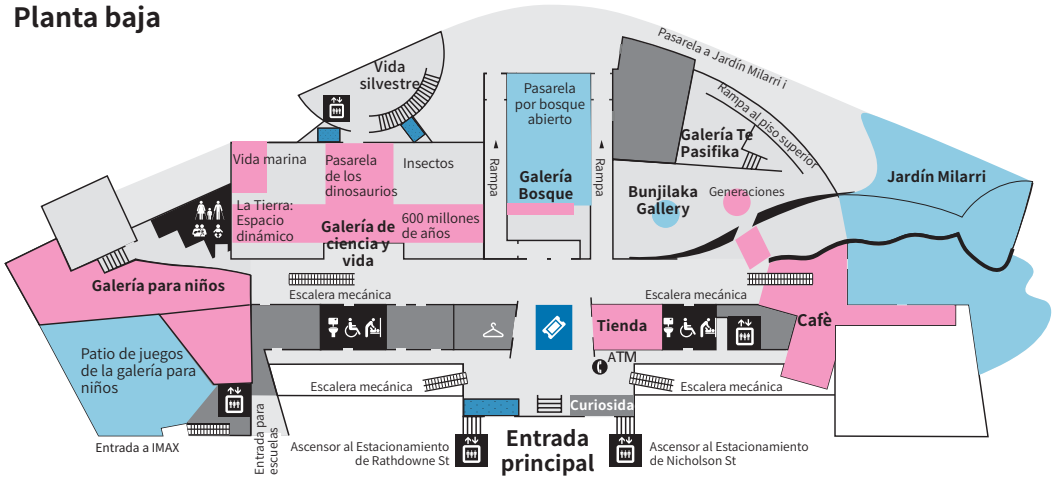 Planta baja
Pasarela a Jardín Milarri i
Vida
silvestre
Pasarela
por bosque
abierto
Rampa al piso superior
Galería Te
Pasifika
Vida marina
Pasarela
de los
dinosaurios
Insectos
Rampa
Galería
Bosque
Rampa
Bunjilaka
Gallery
Generaciones
Jardín Milarri
La Tierra:
Espacio
dinámico
Galería de
ciencia y
vida
600 millones
de años
Galería para niños
Escalera mecánica
Escalera mecánica
Tienda
Cafè
Patio de juegos
de la galería para
niños
ATM
Escalera mecánica
Escalera mecánica
Curiosida
Entrada a IMAX
Entrada para
escuelas
Ascensor al Estacionamiento
de Rathdowne St
Entrada
principal
Ascensor al Estacionamiento
de Nicholson St